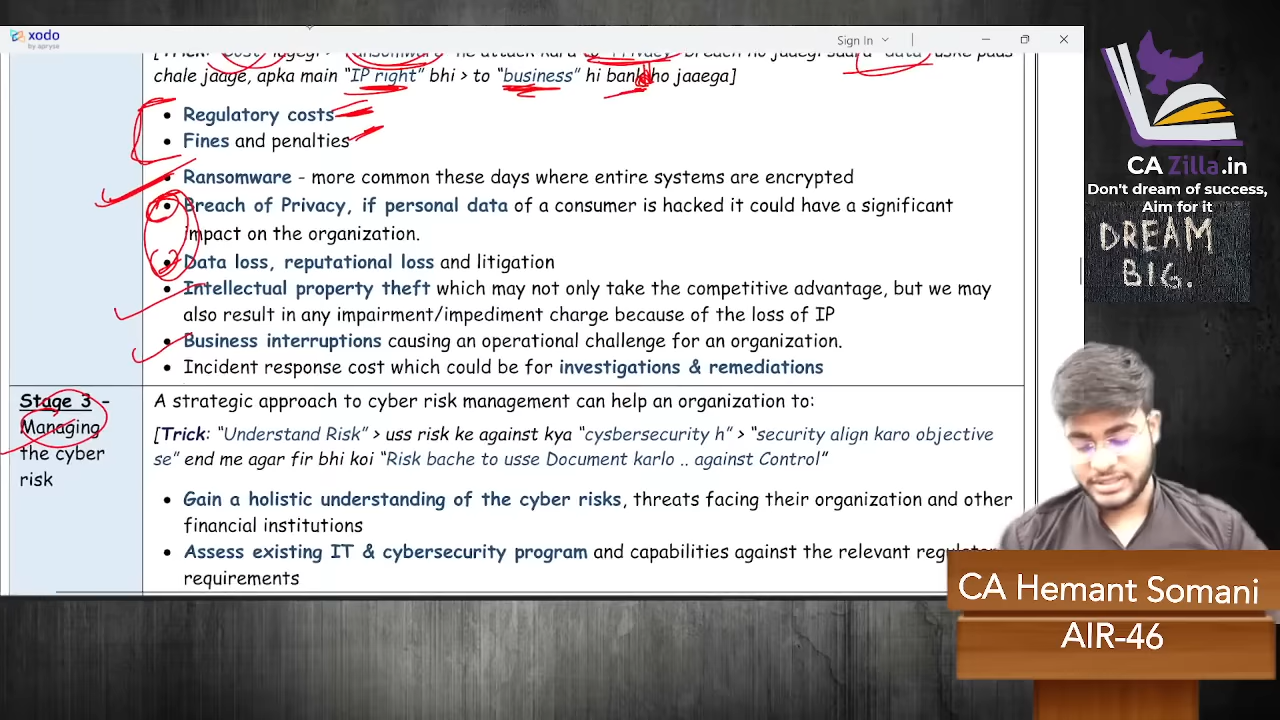 xodo
by apryse
Sign In
chale jaage, apka main “IP right” bhi > to “business” hi band ho jaaega]
• Regulatory costs
• Fines and penalties
• Ransomware - more common these days where entire systems are encrypted
• Breach of Privacy, if personal data of a consumer is hacked it could have a significant
impact on the organization.
• Data loss, reputational loss and litigation
• Intellectual property theft which may not only take the competitive advantage, but we may
also result in any impairment/impediment charge because of the loss of IP
• Business interruptions causing an operational challenge for an organization.
• Incident response cost which could be for investigations & remediations
Stage 3 -
Managing
the cyber
risk
A strategic approach to cyber risk management can help an organization to:
[Trick: “Understand Risk” > uss risk ke against kya “cysbersecurity h” > “security align karo objective
se” end me agar fir bhi koi “Risk bache to usse Document karlo .. against Control”
• Gain a holistic understanding of the cyber risks, threats facing their organization and other
financial institutions
• Assess existing IT & cybersecurity program and capabilities against the relevant
requirements
CA Zilla.in
Don't dream of success,
Aim for it
DREAM
BIG.
CA Hemant Somani
AIR-46